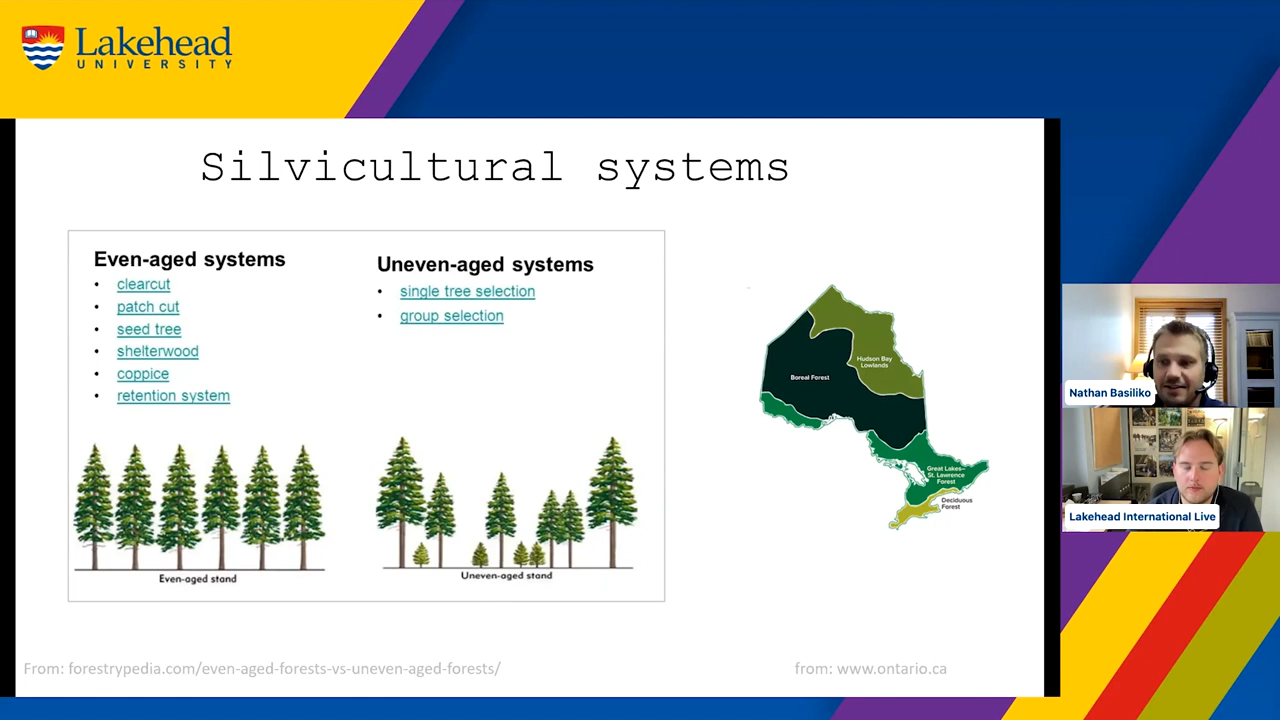 Lakehead
UNIVERSITY
Silvicultural systems
Even-aged systems
• clearcut
• patch cut
• seed tree
• shelterwood
• coppice
• retention system
Uneven-aged systems
• single tree selection
• group selection
Even-aged stand
Uneven-aged stand
Hudson Bay
Lowlands
Boreal Forest
Great Lakes–
St. Lawrence
Forest
Deciduous
Forest
From: forestrypedia.com/even-aged-forests-vs-uneven-aged-forests/
from: www.ontario.ca
Nathan Basiliko
Lakehead International Live